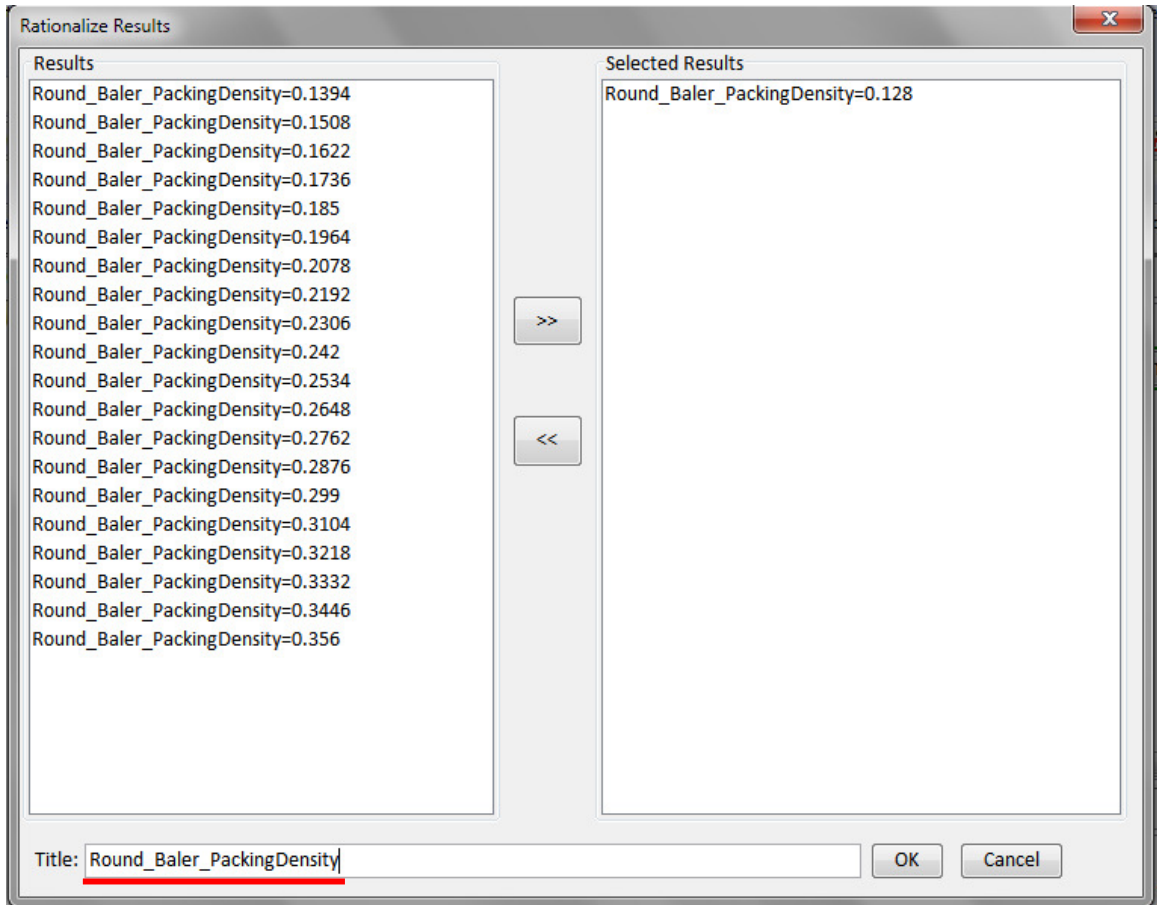 Rationalize Results
x
Results
Round_Baler_PackingDensity=0.1394
Round_Baler_PackingDensity=0.1508
Round_Baler_PackingDensity=0.1622
Round_Baler_PackingDensity=0.1736
Round_Baler_PackingDensity=0.185
Round_Baler_PackingDensity=0.1964
Round_Baler_PackingDensity=0.2078
Round_Baler_PackingDensity=0.2192
Round_Baler_PackingDensity=0.2306
Round_Baler_PackingDensity=0.242
Round_Baler_PackingDensity=0.2534
Round_Baler_PackingDensity=0.2648
Round_Baler_PackingDensity=0.2762
Round_Baler_PackingDensity=0.2876
Round_Baler_PackingDensity=0.299
Round_Baler_PackingDensity=0.3104
Round_Baler_PackingDensity=0.3218
Round_Baler_PackingDensity=0.3332
Round_Baler_PackingDensity=0.3446
Round_Baler_PackingDensity=0.356
>>
<<
Selected Results
Round_Baler_PackingDensity=0.128
Title: Round_Baler_PackingDensity
OK
Cancel